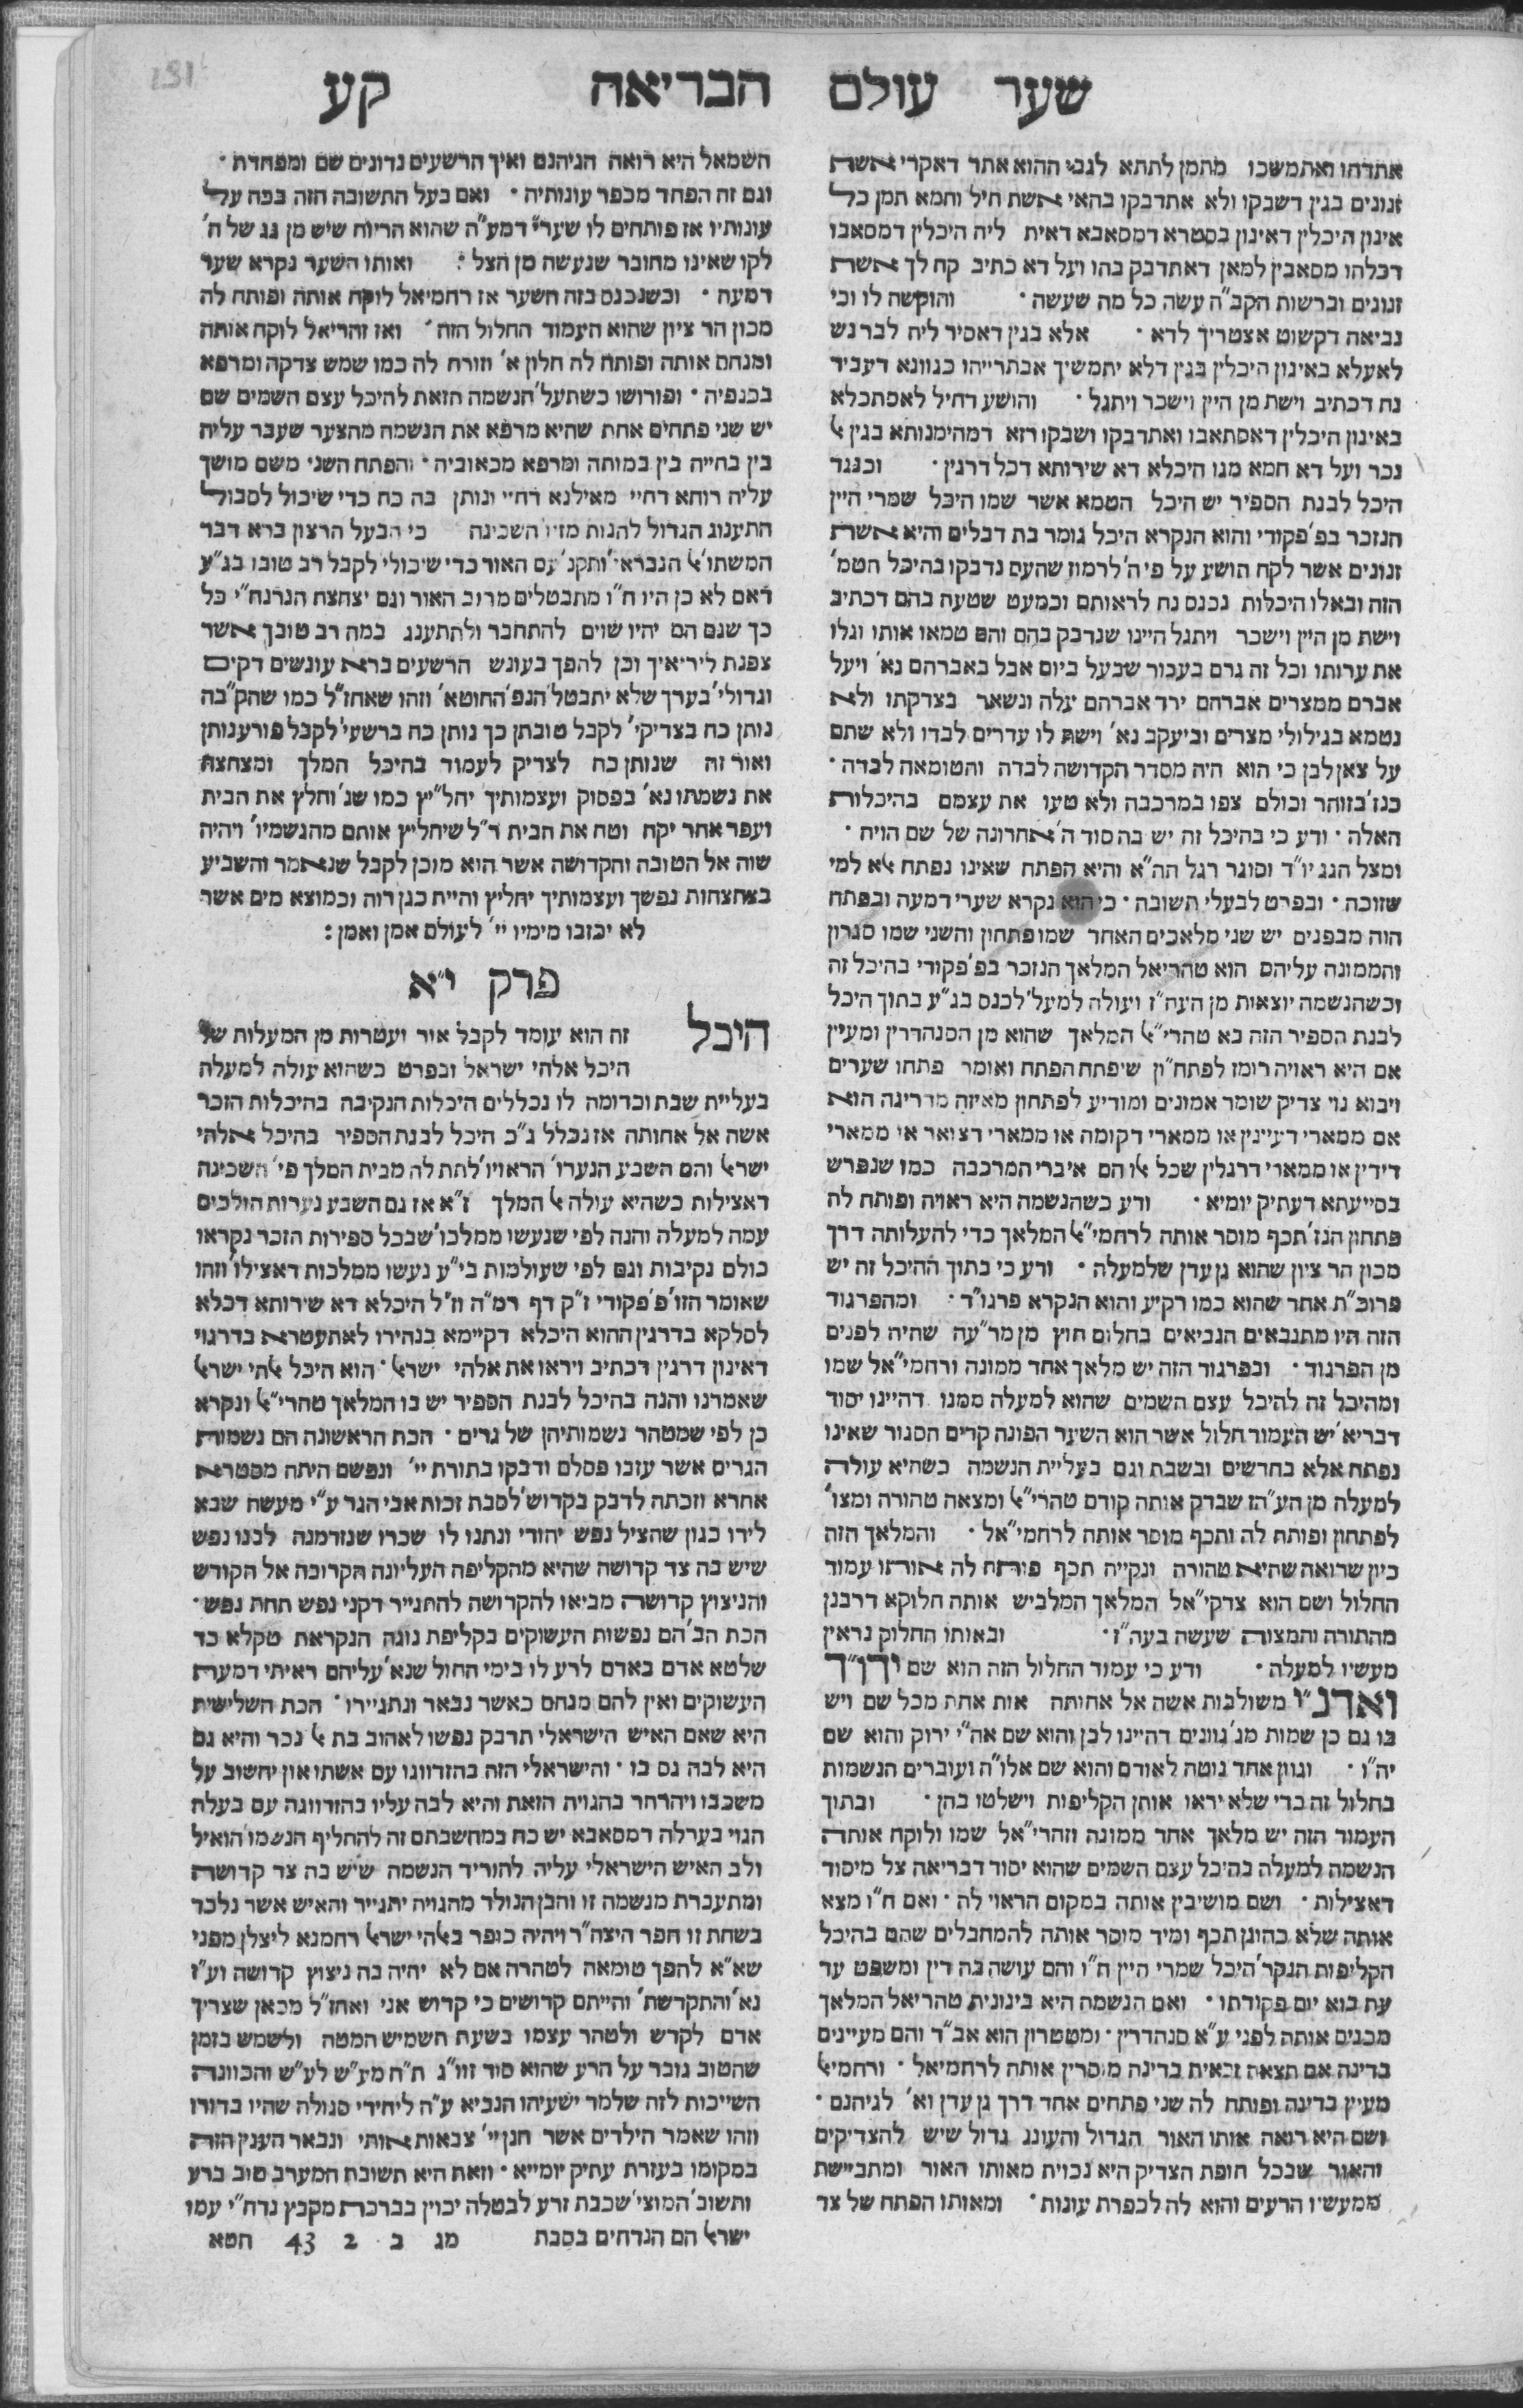 שער עולם הבריאה קע
אתדהו ואתמשכו מתמן לתתא לגבי ההוא אתר דאקרי אשת
זנונים בגין דשבקו ולא אתדבקו בהאי אשת חיל וחמא תמן כל
אינון היכלין דאינון בסטרא דמסאבא דאית ליה היכלין דמסאבו
דכלהו מסאבין למאן דאתדבק בהו ועל דא כתיב קח לך אשת
זנונים וברשות הקב"ה עשה כל מה שעשה· והוקשה לו וכי
נביאה דקשוט אצטריך לדא· אלא בגין דאסיר ליה לבר נש
לאעלא באינון היכלין בגין דלא יתמשיך אבתרייהו כגוונא דעביד
נח דכתיב וישת מן היין וישכר ויתגל· והושע דחיל לאסתכלא
באינון היכלין דאסתאבו ואתדבקו ושבקו רזא דמהימנותא בגין ﭏ
נכר ועל דא חמא מגו היכלא דא שירותא דכל דרגין· וכנגד
היכל לבנת הספיר יש היכל הטמא אשר שמו היכל שמרי היין
הנזכר בפ' פקודי והוא הנקרא היכל גומר בת דבלים והיא אשת
זנונים אשר לקח הושע על פי ה' לרמוז שהעם נדבקו בהיכל הטמ'
הזה ובאלו היכלות נכנס נח לראותם וכמעט שטעה בהם דכתיב
וישת מן היין וישכר ויתגל היינו שנדבק בהם והם טמאו אותו וגלו
את ערותו וכל זה גרם בעבור שבעל ביום אבל באברהם נא' ויעל
אברם ממצרים אברהם ירד אברהם עלה ונשאר בצדקתו ולא
נטמא בגילולי מצרים וביעקב נא' וישת לו עדרים לבדו ולא שתם
על צאן לבן כי הוא היה מסדר הקדושה לבדה והטומאה לבדה·
כנז' בזוהר וכולם צפו במרכבה ולא טעו את עצמם בהיכלות
האלה· ודע כי בהיכל זה יש בה סוד ה' אחרונה של שם הויה·
ומצל הגג יו"ד וסוגר רגל הה"א והיא הפתח שאינו נפתח ﬡלא למי
שזוכה· ובפרט לבעלי תשובה· כי הוא נקרא שערי דמעה ובפתח
הזה מבפנים יש שני מלאכים האחד שמו פתחון והשני שמו סגרון
והממונה עליהם הוא טהריאל המלאך הנזכר בפ' פקודי בהיכל זה
וכשהנשמה יוצאות מן העה"ז ועולה למעל' לכנס בג"ע בתוך היכל
לבנת הספיר הזה בא טהרי"ﭏ המלאך שהוא מן הסנהדרין ומעיין
אם היא ראויה רומז לפתח"ון שיפתח הפתח ואומר פתחו שערים
ויבוא גוי צדיק שומר אמונים ומודיע לפתחון מאיזה מדריגה הוא
אם ממארי דעיינין או ממארי דקומה או ממארי דצואר או ממארי
דידין או ממארי דרגלין שכל אלו הם איברי המרכבה כמו שנפרש
בסייעתא דעתיק יומיא· ודע כשהנשמה היא ראויה ופותח לה
פתחון הנז' תכף מוסר אותה לרחמי"ﭏ המלאך כדי להעלותה דרך
מכון הר ציון שהוא גן עדן שלמעלה· ודע כי בתוך ההיכל זה יש
פרוכ"ת אחר שהוא כמו רקיע והוא הנקרא פרגו"ד· ומהפרגוד
הזה היו מתנבאים הנביאים בחלום חוץ מן מר"עה שהיה לפנים
מן הפרגוד· ובפרגוד הזה יש מלאך אחד ממונה ורחמי"אל שמו
ומהיכל זה להיכל עצם השמים שהוא למעלה ממנו דהיינו יסוד
דבריא' יש העמוד חלול אשר הוא השער הפונה קדים הסגור שאינו
נפתח אלא בחדשים ובשבת וגם בעליית הנשמה כשהיא עולה
למעלה מן הע"הז שבדק אותה קודם טהרי"ﭏ ומצאה טהורה ומצו'
לפתחון ופותח לה ותכף מוסר אותה לרחמי"אל· והמלאך הזה
כיון שרואה שהיא טהורה ונקייה תכף פותח לה אותו עמוד
החלול ושם הוא צדקי"אל המלאך המלביש אותה חלוקא דרבנן
מהתורה והמצוה שעשה בעה"ז· ובאותו החלוק נראין
מעשיו למעלה· ודע כי עמוד החלול הזה הוא שם
ואדנ"י משולבות אשה אל אחותה אות אחת מכל שם ויש
בו גם כן שמות מג' גוונים דהיינו לבן והוא שם אה"י ירוק והוא שם
יה"ו· וגוון אחד נוטה לאודם והוא שם אלו"ה ועוברים הנשמות
בחלול זה כדי שלא יראו אותן הקליפות וישלטו בהן· ובתוך
העמוד הזה יש מלאך אחר ממונה וזהרי"אל שמו ולוקח אותה
הנשמה למעלה בהיכל עצם השמים שהוא יסוד דבריאה צל מיסוד
דאצילות· ושם מושיבין אותה במקום הראוי לה· ואם ח"ו מצא
אותה שלא כהוגן תכף ומיד מוסר אותה להמחבלים שהם בהיכל
הקליפות הנקר' היכל שמרי היין ח"ו והם עושה בה דין ומשפט עד
עת בוא יום פקודתו· ואם הנשמה היא בינונית טהריאל המלאך
מכנים אותה לפני ע"א סנהדרין· ומטטרון הוא אב"ד והם מעיינים
בדינה אם תצאה זכאית בדינה מוסרין אותה לרחמיאל· ורחמיﭏ
מעיין בדינה ופותח לה שני פתחים אחד דרך גן עדן וא' לגיהנם·
ושם היא רואה אותו האור הגדול והעונג גדול שיש להצדיקים
והאור שבכל חופת הצדיק היא נכוית מאותו האור ומתביישת
ממעשיו הרעים והוא לה לכפרת עונות· ומאותו הפתח של צד
השמאל היא רואה הגיהנם ואיך הרשעים נדונים שם ומפחדת·
וגם זה הפחד מכפר עונותיה· ואם בעל התשובה הזה בכה על
עונותיו אז פותחים לו שערי דמע"ה שהוא הריוח שיש מן גג של ה'
לקו שאינו מחובר שנעשה מן הצל: ואותו השער נקרא שער
דמעה· וכשנכנס בזה השער אז רחמיאל לוקח אותה ופותח לה
מכון הר ציון שהוא העמוד החלול הזה· ואז זהריאל לוקח אותה
ומנחם אותה ופותח לה חלון א' וזורח לה כמו שמש צדקה ומרפא
בכנפיה· ופירושו כשתעל' הנשמה הזאת להיכל עצם השמים שם
יש שני פתחים אחת שהיא מרפא את הנשמה מהצער שעבר עליה
בין בחייה בין במותה ומרפא מכאוביה· והפתח השני משם מושך
עליה רוחא דחיי מאילנא דחיי ונותן בה כח כדי שיכול לסבול
התענוג הגדול להנות מזיו השכינה כי הבעל הרצון ברא דבר
המשתו'ﭏ הנברא' ותקנ' עם האור כדי שיכולי לקבל רב טובו בג"ע
דאם לא כן היו ח"ו מתבטלים מרוב האור וגם יצחצח הנרנח"י כל
כך שגם הם יהיו שוים להתחבר ולהתענג במה רב טובך אשר
צפנת ליריאיך וכן להפך בעונש הרשעים ברא עונשים דקים
וגדולי' בערך שלא יתבטל הנפ' החוטא' וזהו שאחז"ל כמו שהק"בה
נותן כח בצדיקי' לקבל טובתן כך נותן כח ברשעי' לקבל פורענותן
ואור זה שנותן כח לצדיק לעמוד בהיכל המלך ומצחצח
את נשמתו נא' בפסוק ועצמותיך יהל"יץ כמו שנ' וחלץ את הבית
ועפר אחר יקח וטח את הבית ר"ל שיחליץ אותם מהגשמיו' ויהיה
שוה אל הטובה והקדושה אשר הוא מוכן לקבל שנאמר והשביע
בצחצחות נפשך ועצמותיך יחליץ והיית כגן רוה וכמוצא מים אשר
לא יכזבו מימיו יי' לעולם אמן ואמן:
פרק י"א
היכל זה הוא עומד לקבל אור ועטרות מן המעלות של
היכל אלהי ישראל ובפרט כשהוא עולה למעלה
בעליית שבת וכדומה לו נכללים היכלות הנקיבה בהיכלות הזכר
אשה אל אחותה אז נכלל ג"כ היכל לבנת הספיר בהיכל אלהי
ישרﭏ והם השבע הנערו' הראויו' לתת לה מבית המלך פי' השכינה
דאצילות כשהיא עולה ﭏ המלך ז"א אז גם השבע נערות הולכים
עמה למעלה והנה לפי שנעשו ממלכו' שבכל ספירות הזכר נקראו
כולם נקיבות וגם לפי שעולמות בי"ע נעשו ממלכות דאצילו' וזהו
שאומר הזו' פ' פקודי ז"ק דף רמ"ה וז"ל היכלא דא שירותא דכלא
לסלקא בדרגין ההוא היכלא דקיימא בנהירו לאתעטרא בדרגוי
דאינון דרגין דכתיב ויראו את אלהי ישרﭏ· הוא היכל אלהי ישרﭏ
שאמרנו והנה בהיכל לבנת הספיר יש בו המלאך טהרי"ﭏ ונקרא
כן לפי שמטהר נשמותיהן של גרים· הכת הראשונה הם נשמות
הגרים אשר עזבו פסלם ודבקו בתורת יי' ונפשם היתה מסטרא
אחרא וזכתה לדבק בקדוש' לסבת זכות אבי הגר ע"י מעשה שבא
לידו כגון שהציל נפש יהודי ונתנו לו שכרו שנזדמנה לבנו נפש
שיש בה צד קדושה שהיא מהקליפה העליונה הקרובה אל הקודש
והניצוץ קדושה מביאו להקדושה להתגייר דקני נפש תחת נפש·
הכת הב' הם נפשות העשוקים בקליפת נוגה הנקראת טקלא כד
שלטא אדם באדם לרע לו בימי החול שנא' עליהם ראיתי דמעת
העשוקים ואין להם מנחם כאשר נבאר ונתגיירו· הכת השלישית
היא שאם האיש הישראלי תדבק נפשו לאהוב בת ﭏ נכר והיא גם
היא לבה גס בו· והישראלי הזה בהזדווגו עם אשתו און יחשוב על
משכבו ויהרהר בהגויה הזאת והיא לבה עליו בהזדווגה עם בעלה
הגוי בערלה דמסאבא יש כח במחשבתם זה להחליף הנשמו' הואיל
ולב האיש הישראלי עליה להוריד הנשמה שיש בה צד קדושה
ומתעברת מנשמה זו והבן הנולד מהגויה יתגייר והאיש אשר נלכד
בשחת זו חפר היצה"ר ויהיה כופר באלהי ישרﭏ רחמנא ליצלן מפני
שא"א להפך טומאה לטהרה אם לא יהיה בה ניצוץ קדושה וע"ז
נא' והתקדשת' והייתם קדושים כי קדוש אני ואחז"ל מכאן שצריך
אדם לקדש ולטהר עצמו בשעת תשמיש המטה ולשמש בזמן
שהטוב גובר על הרע שהוא סוד זוו"ג ת"ח מע"ש לע"ש והכוונה
השייכות לזה שלמד ישעיהו הנביא ע"ה ליחידי סגולה שהיו בדורו
וזהו שאמר הילדים אשר חנן יי' צבאות אותי ונבאר הענין הזה
במקומו בעזרת עתיק יומייא· וזאת היא תשובת המערב טוב ברע
ותשוב' המוצי' שכבת זרע לבטלה יכוין בברכת מקבץ נדח"י עמו
ישרﭏ הם הנדחים בסבת
מג ב 2 43 חטא